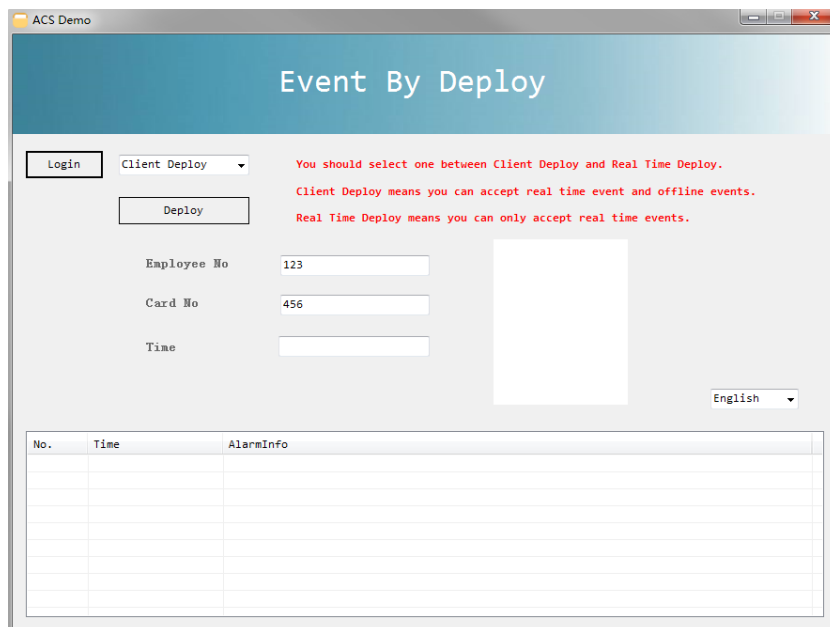 ACS Demo
Event By Deploy
Login
Client Deploy
You should select one between Client Deploy and Real Time Deploy.
Client Deploy means you can accept real time event and offline events.
Deploy
Real Time Deploy means you can only accept real time events.
Employee No
123
Card No
456
Time
English
No. Time AlarmInfo